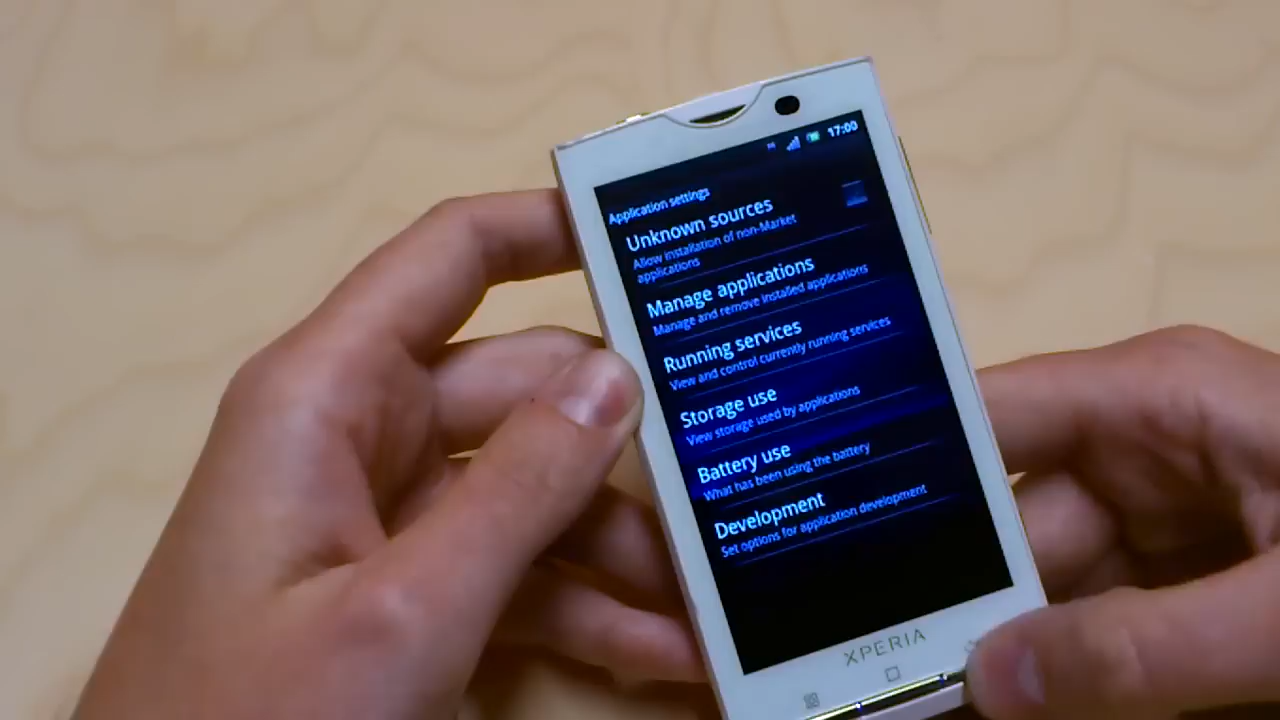 17:00
Application settings
Unknown sources
Allow installation of non-Market
applications
Manage applications
Manage and remove installed applications
Running services
View and control currently running services
Storage use
View storage used by applications
Battery use
What has been using the battery
Development
Set options for application development
XPERIA